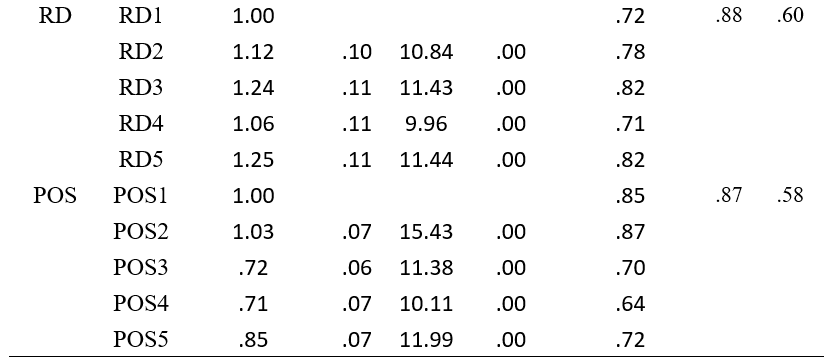 RD RD1 1.00 .72 .88 .60
RD2 1.12 .10 10.84 .00 .78
RD3 1.24 .11 11.43 .00 .82
RD4 1.06 .11 9.96 .00 .71
RD5 1.25 .11 11.44 .00 .82
POS POS1 1.00 .85 .87 .58
POS2 1.03 .07 15.43 .00 .87
POS3 .72 .06 11.38 .00 .70
POS4 .71 .07 10.11 .00 .64
POS5 .85 .07 11.99 .00 .72